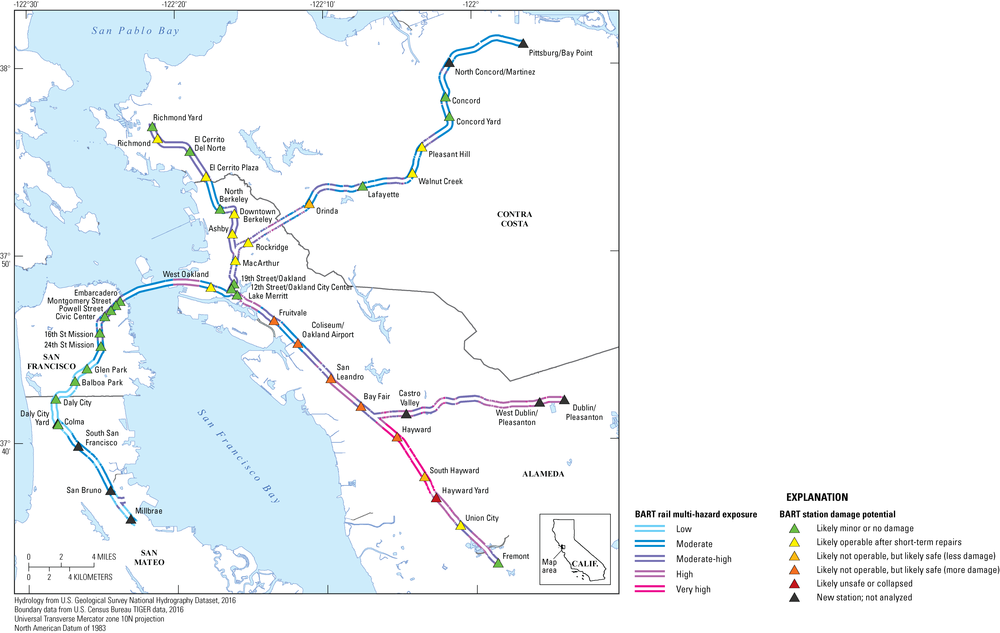 -122°30'
-122°20'
-122°10'
-122°
San Pablo Bay
38°
Pittsburg/Bay Point
North Concord/Martinez
Concord
Concord Yard
Richmond Yard
Richmond
El Cerrito
Del Norte
Pleasant Hill
El Cerrito Plaza
Walnut Creek
Lafayette
North
Berkeley
Orinda
Downtown
Berkeley
CONTRA
COSTA
Ashby
Rockridge
37°
50'
MacArthur
West Oakland
19th Street/Oakland
12th Street/Oakland City Center
Lake Merritt
Embarcadero
Montgomery Street
Powell Street
Civic Center
Fruitvale
Coliseum/
Oakland Airport
16th St Mission
24th St Mission
SAN
FRANCISCO
Glen Park
Balboa Park
San
Leandro
Bay Fair
Castro
Valley
Daly City
West Dublin/
Pleasanton
Dublin/
Pleasanton
Daly City
Yard
Colma
South San
Francisco
San Francisco Bay
Hayward
37°
40'
South Hayward
ALAMEDA
San Bruno
Hayward Yard
Millbrae
Union City
Fremont
SAN
MATEO
0 2 4 MILES
0 2 4 KILOMETERS
Map
area
CALIF.
EXPLANATION
BART rail multi-hazard exposure
Low
Moderate
Moderate-high
High
Very high
BART station damage potential
Likely minor or no damage
Likely operable after short-term repairs
Likely not operable, but likely safe (less damage)
Likely not operable, but likely safe (more damage)
Likely unsafe or collapsed
New station; not analyzed
Hydrology from U.S. Geological Survey National Hydrography Dataset, 2016
Boundary data from U.S. Census Bureau TIGER data, 2016
Universal Transverse Mercator zone 10N projection
North American Datum of 1983